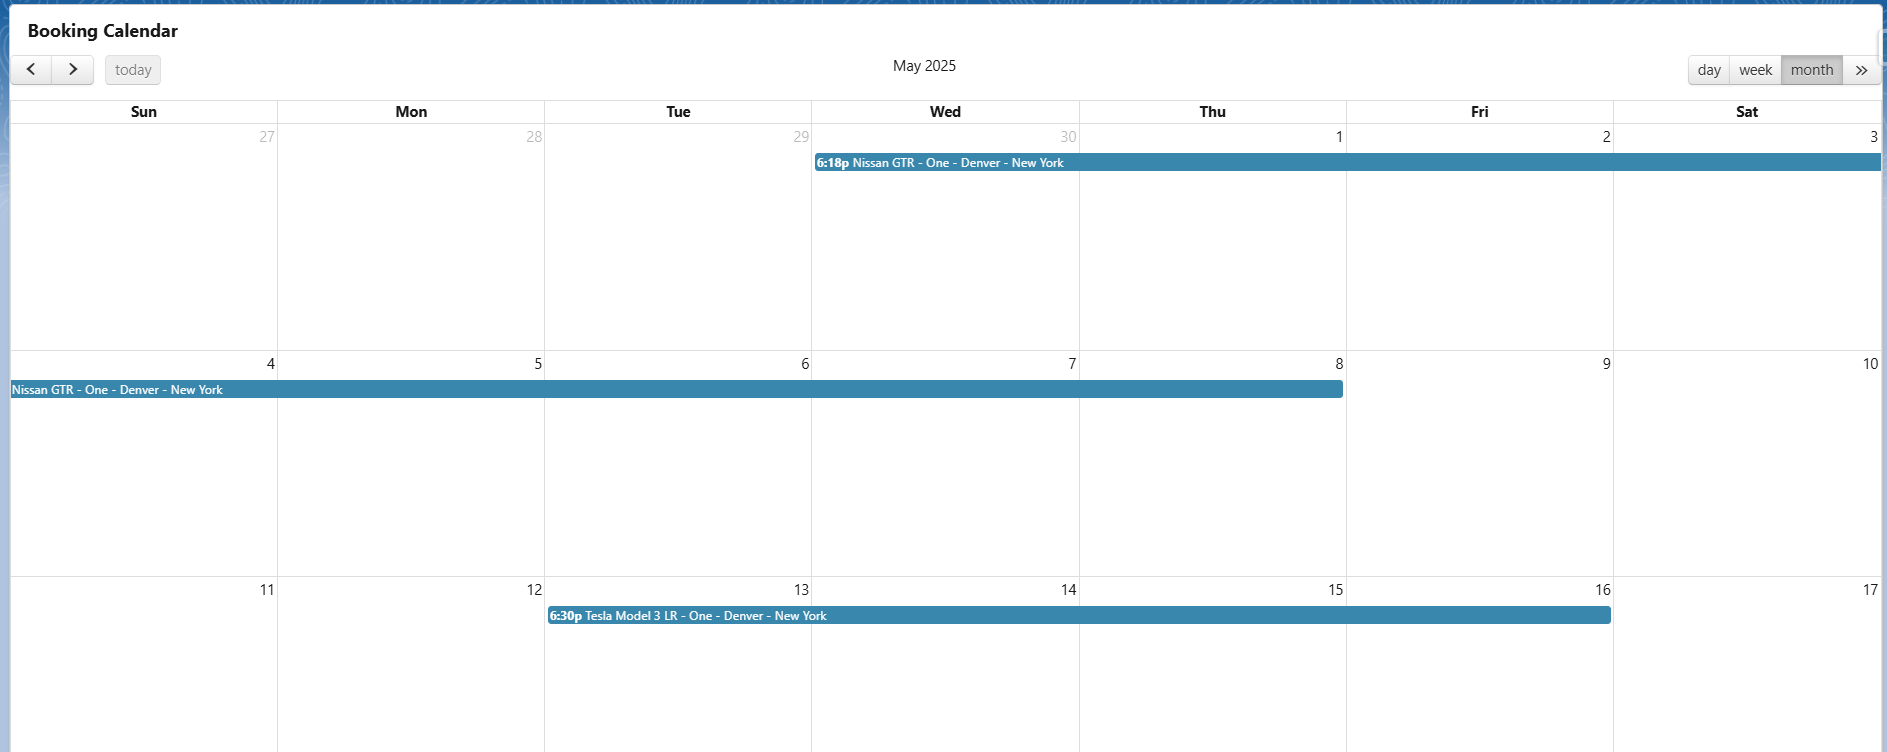 Booking Calendar
today
May 2025
day week month »
Sun Mon Tue Wed Thu Fri Sat
27 28 29 30 1 2 3
6:18p Nissan GTR - One - Denver - New York
4 5 6 7 8 9 10
Nissan GTR - One - Denver - New York
11 12 13 14 15 16 17
6:30p Tesla Model 3 LR - One - Denver - New York